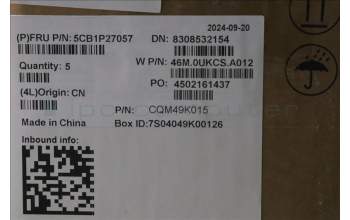 2024-09-20
(P)FRU P/N: 5CB1P27057
DN: 8308532154
Quantity: 5
W P/N: 46M.0UKCS.A012
(4L)Origin: CN
PO: 4502161437
P/N: CQM49K015
Made in China
Box ID:7S04049K00126
Inbound info: